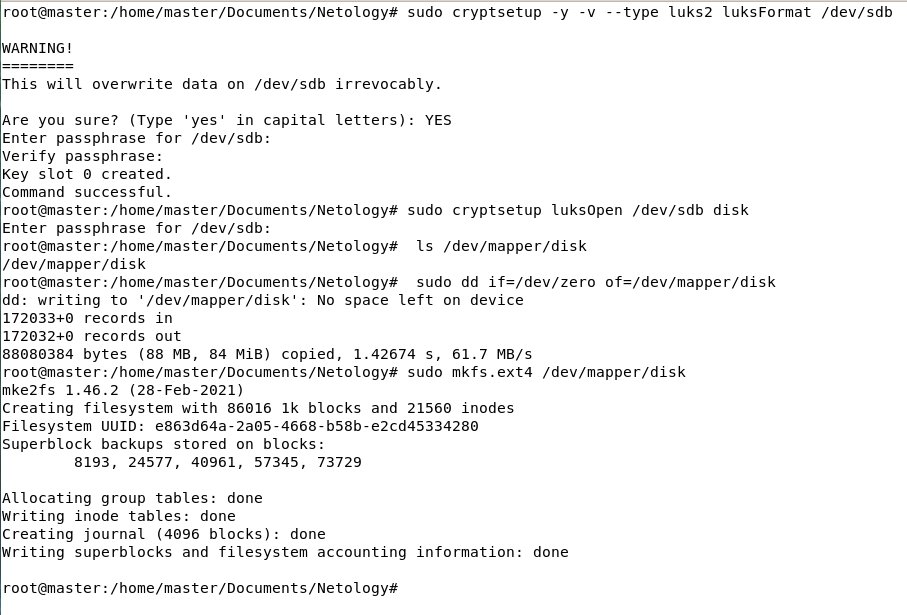 root@master:/home/master/Documents/Netology# sudo cryptsetup -y -v --type luks2 luksFormat /dev/sdb
WARNING!
========
This will overwrite data on /dev/sdb irrevocably.
Are you sure? (Type 'yes' in capital letters): YES
Enter passphrase for /dev/sdb:
Verify passphrase:
Key slot 0 created.
Command successful.
root@master:/home/master/Documents/Netology# sudo cryptsetup luksOpen /dev/sdb disk
Enter passphrase for /dev/sdb:
root@master:/home/master/Documents/Netology#  ls /dev/mapper/disk
/dev/mapper/disk
root@master:/home/master/Documents/Netology#  sudo dd if=/dev/zero of=/dev/mapper/disk
dd: writing to '/dev/mapper/disk': No space left on device
172033+0 records in
172032+0 records out
88080384 bytes (88 MB, 84 MiB) copied, 1.42674 s, 61.7 MB/s
root@master:/home/master/Documents/Netology# sudo mkfs.ext4 /dev/mapper/disk
mke2fs 1.46.2 (28-Feb-2021)
Creating filesystem with 86016 1k blocks and 21560 inodes
Filesystem UUID: e863d64a-2a05-4668-b58b-e2cd45334280
Superblock backups stored on blocks:
        8193, 24577, 40961, 57345, 73729
Allocating group tables: done
Writing inode tables: done
Creating journal (4096 blocks): done
Writing superblocks and filesystem accounting information: done
root@master:/home/master/Documents/Netology#